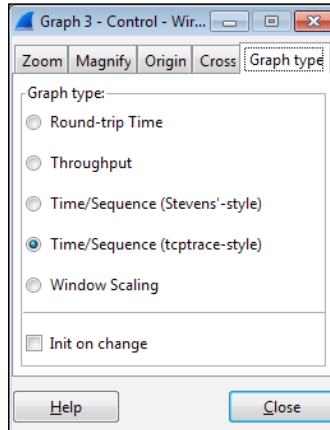 Graph 3 - Control - Wir...
Zoom Magnify Origin Cross Graph type
Graph type:
Round-trip Time
Throughput
Time/Sequence (Stevens'-style)
Time/Sequence (tcptrace-style)
Window Scaling
Init on change
Help Close